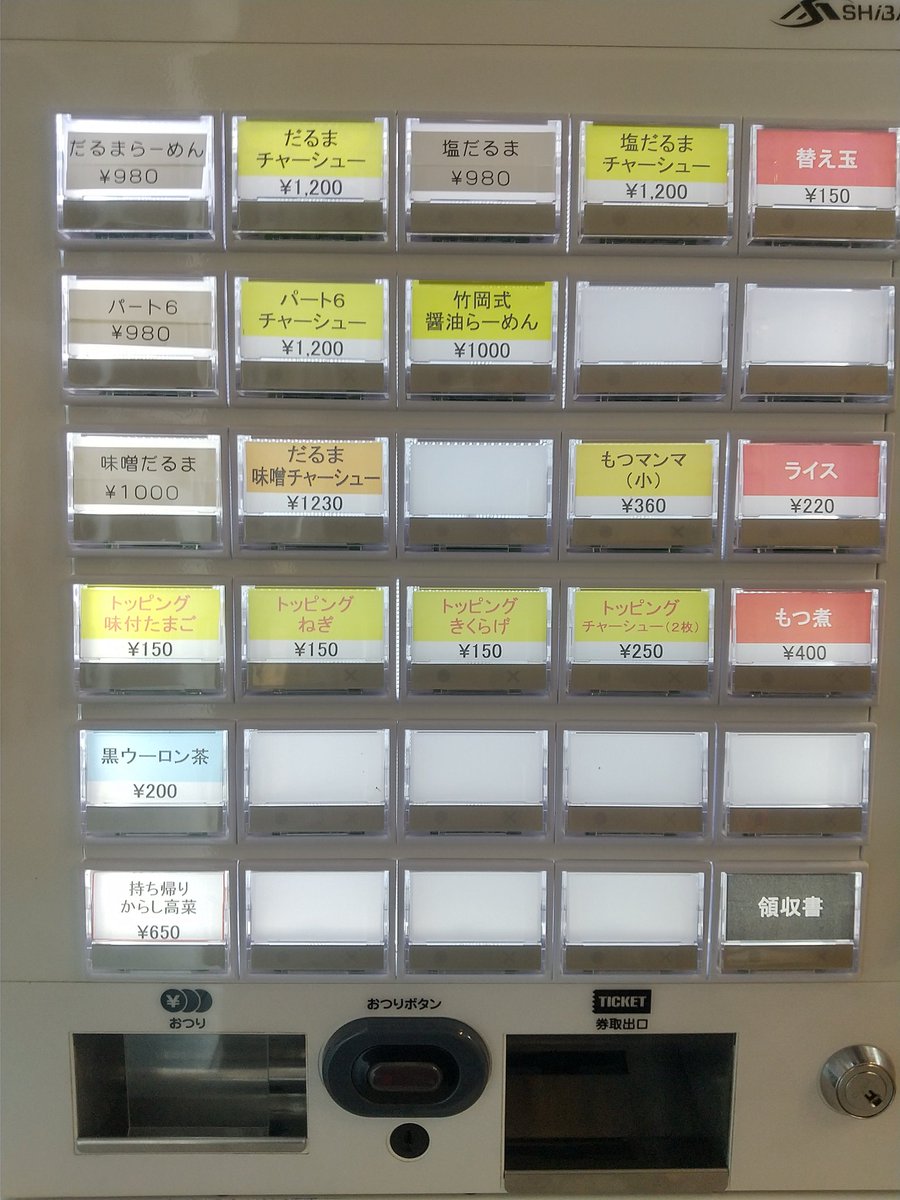 SHiBA
だるまらーめん
¥980
だるま
チャーシュー
¥1,200
塩だるま
¥980
塩だるま
チャーシュー
¥1,200
替え玉
¥150
パート6
¥980
パート6
チャーシュー
¥1,200
竹岡式
醤油らーめん
¥1000
味噌だるま
¥1000
だるま
味噌チャーシュー
¥1230
もつマンマ
(小)
¥360
ライス
¥220
トッピング
味付たまご
¥150
トッピング
ねぎ
¥150
トッピング
きくらげ
¥150
トッピング
チャーシュー(2枚)
¥250
もつ煮
¥400
黒ウーロン茶
¥200
持ち帰り
からし高菜
¥650
領収書
¥
おつり
おつりボタン
TICKET
券取出口